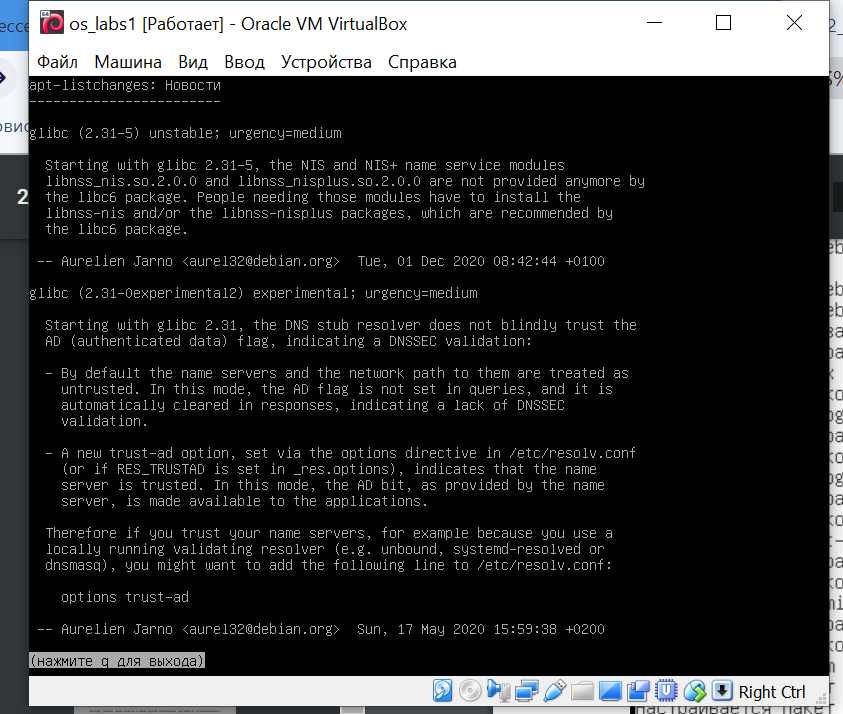 os_labs1 [Работает] - Oracle VM VirtualBox
Файл Машина Вид Ввод Устройства Справка
apt-listchanges: Новости
------------------------
glibc (2.31-5) unstable; urgency=medium
Starting with glibc 2.31-5, the NIS and NIS+ name service modules
libnss_nis.so.2.0.0 and libnss_nisplus.so.2.0.0 are not provided anymore by
the libc6 package. People needing those modules have to install the
libnss-nis and/or the libnss-nisplus packages, which are recommended by
the libc6 package.
-- Aurelien Jarno <aurel32@debian.org>  Tue, 01 Dec 2020 08:42:44 +0100
glibc (2.31-0experimental2) experimental; urgency=medium
Starting with glibc 2.31, the DNS stub resolver does not blindly trust the
AD (authenticated data) flag, indicating a DNSSEC validation:
- By default the name servers and the network path to them are treated as
untrusted. In this mode, the AD flag is not set in queries, and it is
automatically cleared in responses, indicating a lack of DNSSEC
validation.
- A new trust-ad option, set via the options directive in /etc/resolv.conf
(or if RES_TRUSTAD is set in _res.options), indicates that the name
server is trusted. In this mode, the AD bit, as provided by the name
server, is made available to the applications.
Therefore if you trust your name servers, for example because you use a
locally running validating resolver (e.g. unbound, systemd-resolved or
dnsmasq), you might want to add the following line to /etc/resolv.conf:
options trust-ad
-- Aurelien Jarno <aurel32@debian.org>  Sun, 17 May 2020 15:59:38 +0200
(нажмите q для выхода)
Right Ctrl